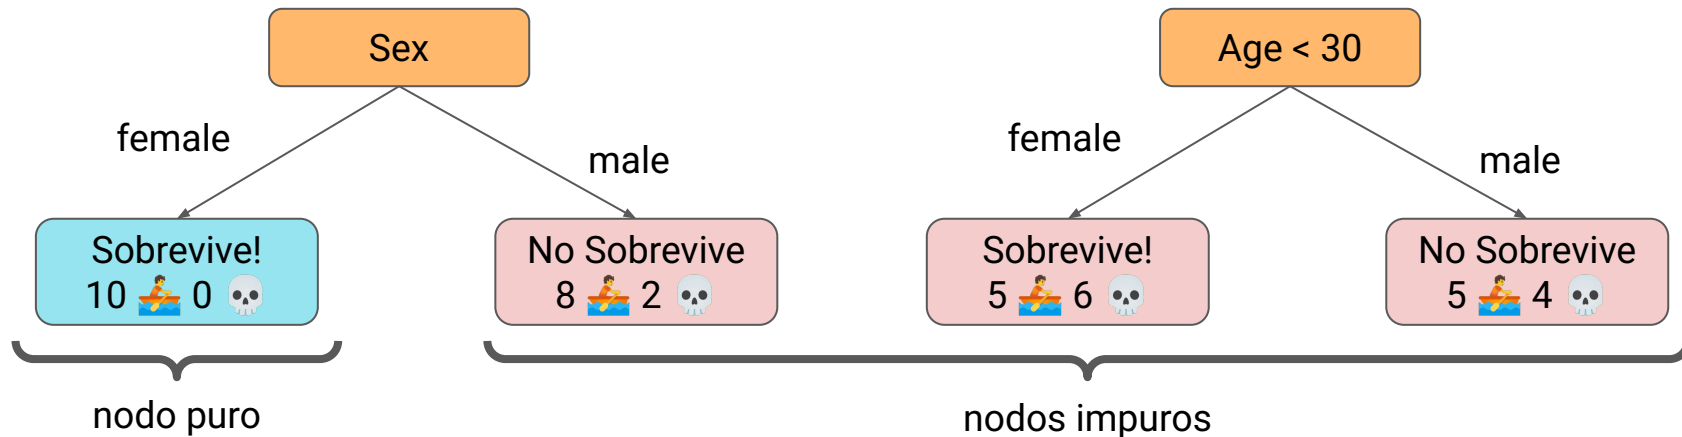 Sex
female
male
Sobrevive!
10 🚣 0 💀
No Sobrevive
8 🚣 2 💀
nodo puro
Age < 30
female
male
Sobrevive!
5 🚣 6 💀
No Sobrevive
5 🚣 4 💀
nodos impuros